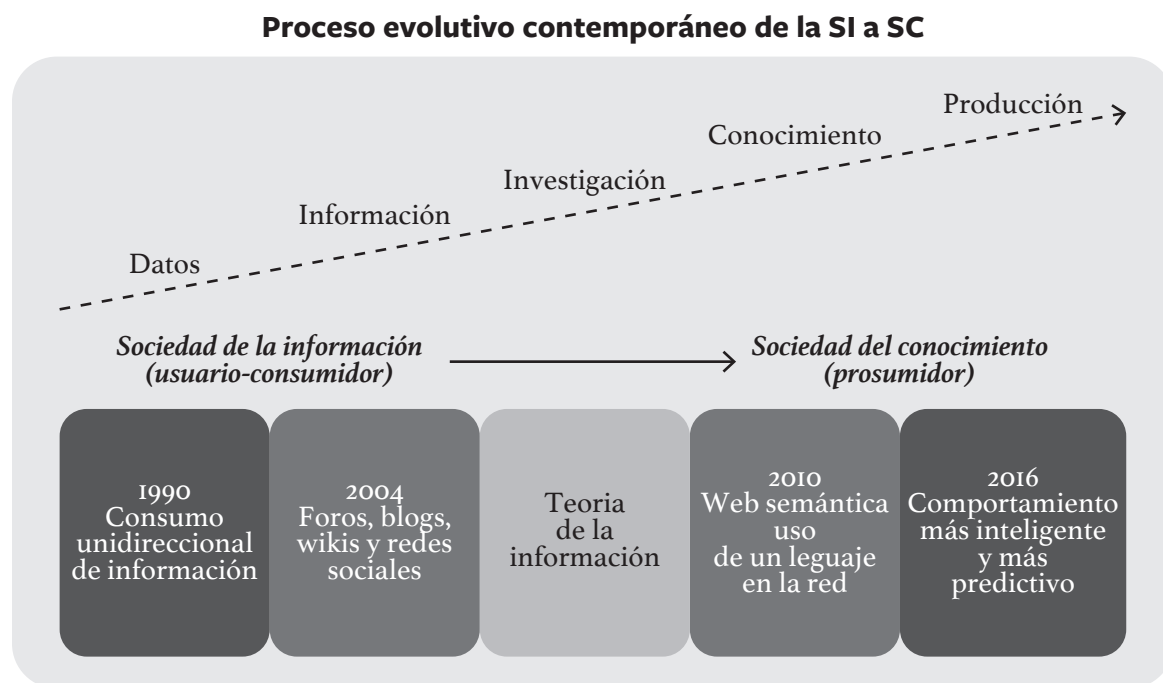 Proceso evolutivo contemporáneo de la SI a SC
Producción
Conocimiento
Investigación
Información
Datos
Sociedad de la información
(usuario-consumidor)
Sociedad del conocimiento
(prosumidor)
1990
Consumo
unidireccional
de información
2004
Foros, blogs,
wikis y redes
sociales
Teoria
de la
información
2010
Web semántica
uso
de un leguaje
en la red
2016
Comportamiento
más inteligente
y más
predictivo